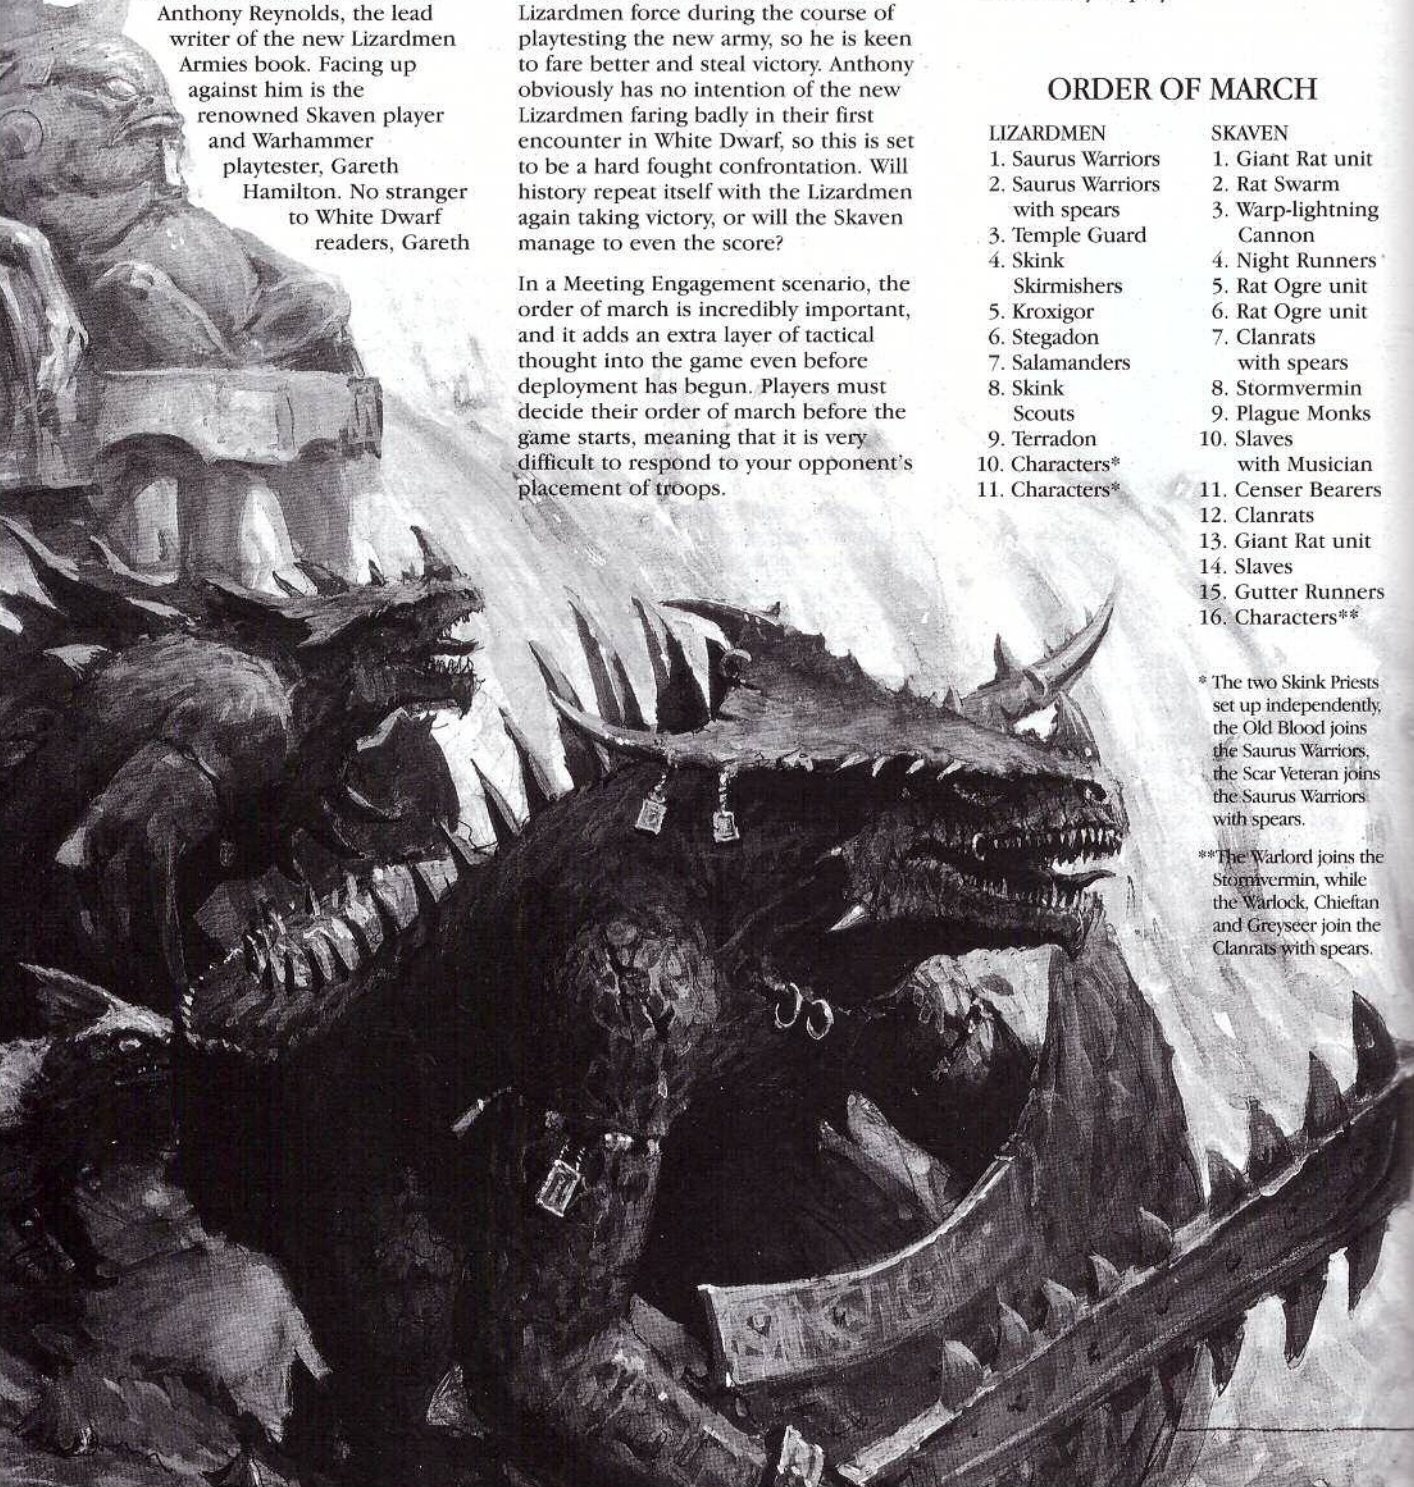 Anthony Reynolds, the lead
writer of the new Lizardmen
Armies book. Facing up
against him is the
renowned Skaven player
and Warhammer
playtester, Gareth
Hamilton. No stranger
to White Dwarf
readers, Gareth
Lizardmen force during the course of
playtesting the new army, so he is keen
to fare better and steal victory. Anthony
obviously has no intention of the new
Lizardmen faring badly in their first
encounter in White Dwarf, so this is set
to be a hard fought confrontation. Will
history repeat itself with the Lizardmen
again taking victory, or will the Skaven
manage to even the score?
In a Meeting Engagement scenario, the
order of march is incredibly important,
and it adds an extra layer of tactical
thought into the game even before
deployment has begun. Players must
decide their order of march before the
game starts, meaning that it is very
difficult to respond to your opponent's
placement of troops.
ORDER OF MARCH
LIZARDMEN
1. Saurus Warriors
2. Saurus Warriors
with spears
3. Temple Guard
4. Skink
Skirmishers
5. Kroxigor
6. Stegadon
7. Salamanders
8. Skink
Scouts
9. Terradon
10. Characters*
11. Characters*
SKAVEN
1. Giant Rat unit
2. Rat Swarm
3. Warp-lightning
Cannon
4. Night Runners
5. Rat Ogre unit
6. Rat Ogre unit
7. Clanrats
with spears
8. Stormvermin
9. Plague Monks
10. Slaves
with Musician
11. Censer Bearers
12. Clanrats
13. Giant Rat unit
14. Slaves
15. Gutter Runners
16. Characters**
* The two Skink Priests
set up independently,
the Old Blood joins
the Saurus Warriors,
the Scar Veteran joins
the Saurus Warriors
with spears.
**The Warlord joins the
Stormvermin, while
the Warlock, Chieftan
and Greyseer join the
Clanrats with spears.